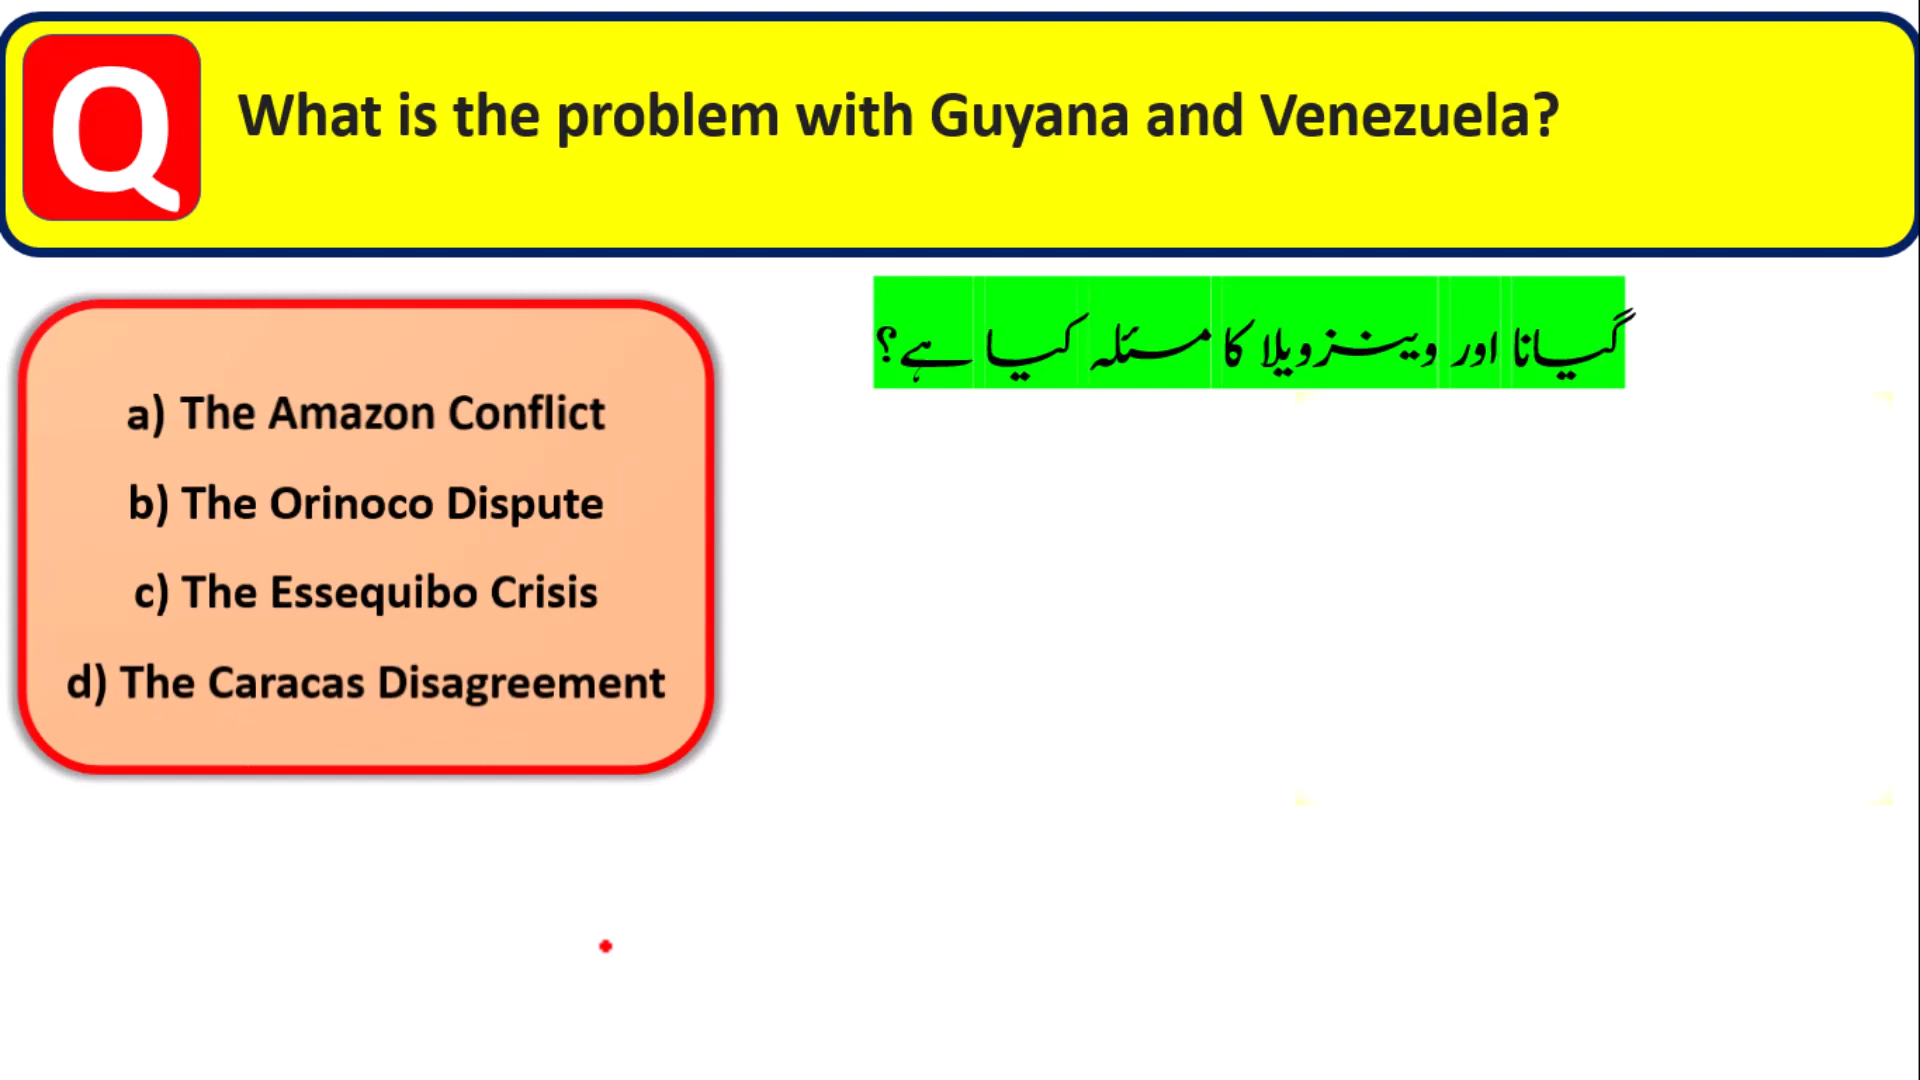 Q
What is the problem with Guyana and Venezuela?
گیانا اور وینزویلا کا مسئلہ کیا ہے؟
a) The Amazon Conflict
b) The Orinoco Dispute
c) The Essequibo Crisis
d) The Caracas Disagreement